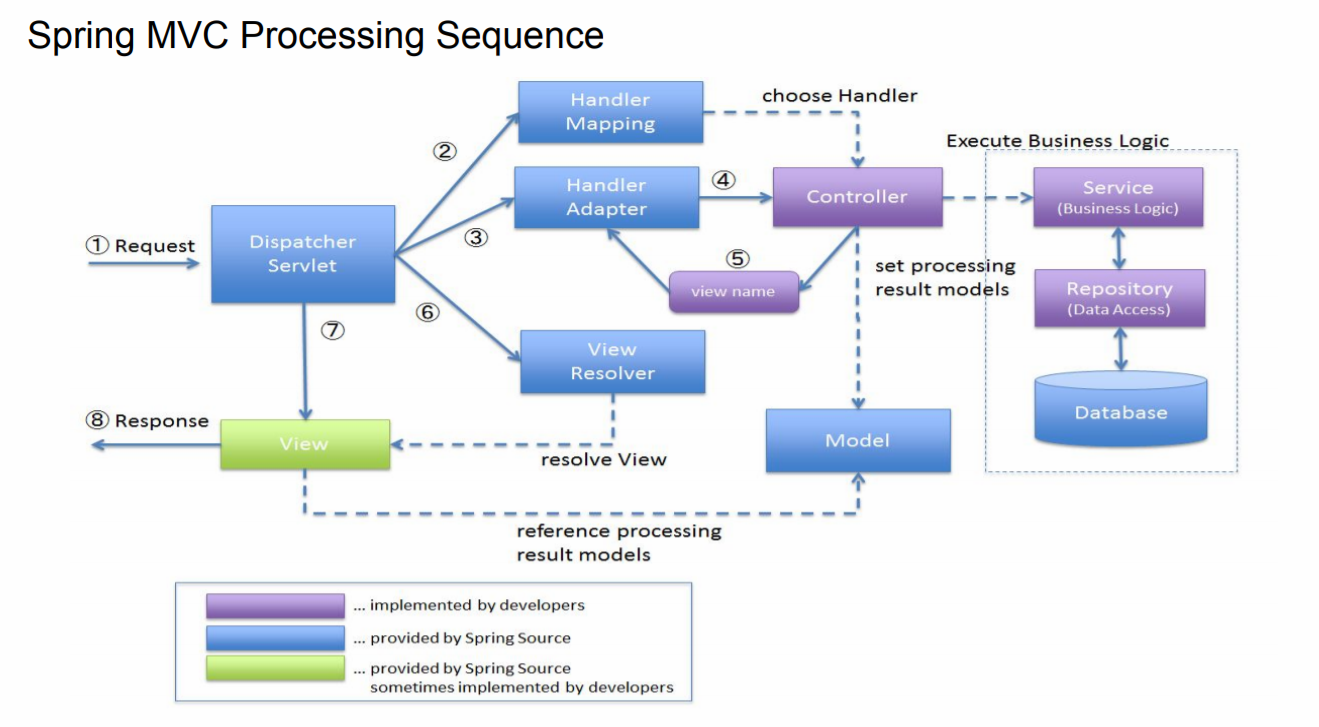 Spring MVC Processing Sequence
Handler
Mapping
choose Handler
②
Execute Business Logic
Handler
Adapter
④
Controller
Service
(Business Logic)
① Request
Dispatcher
Servlet
③
⑤
view name
set processing
result models
Repository
(Data Access)
⑥
⑦
View
Resolver
Database
⑧ Response
View
resolve View
Model
reference processing
result models
... implemented by developers
... provided by Spring Source
... provided by Spring Source
sometimes implemented by developers